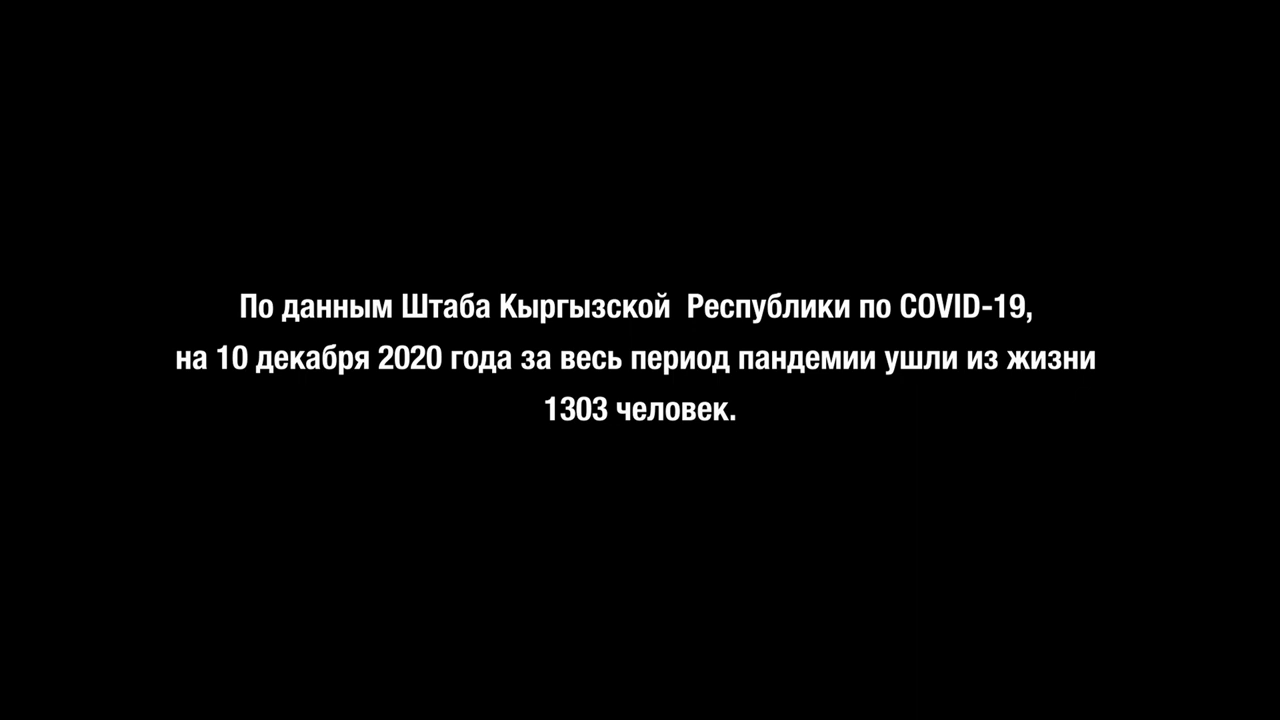 По данным Штаба Кыргызской  Республики по COVID-19,
на 10 декабря 2020 года за весь период пандемии ушли из жизни
1303 человек.